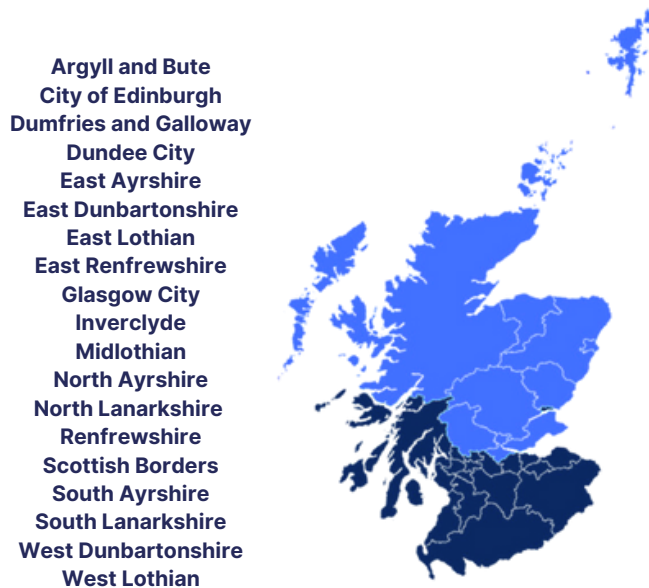 Argyll and Bute
City of Edinburgh
Dumfries and Galloway
Dundee City
East Ayrshire
East Dunbartonshire
East Lothian
East Renfrewshire
Glasgow City
Inverclyde
Midlothian
North Ayrshire
North Lanarkshire
Renfrewshire
Scottish Borders
South Ayrshire
South Lanarkshire
West Dunbartonshire
West Lothian